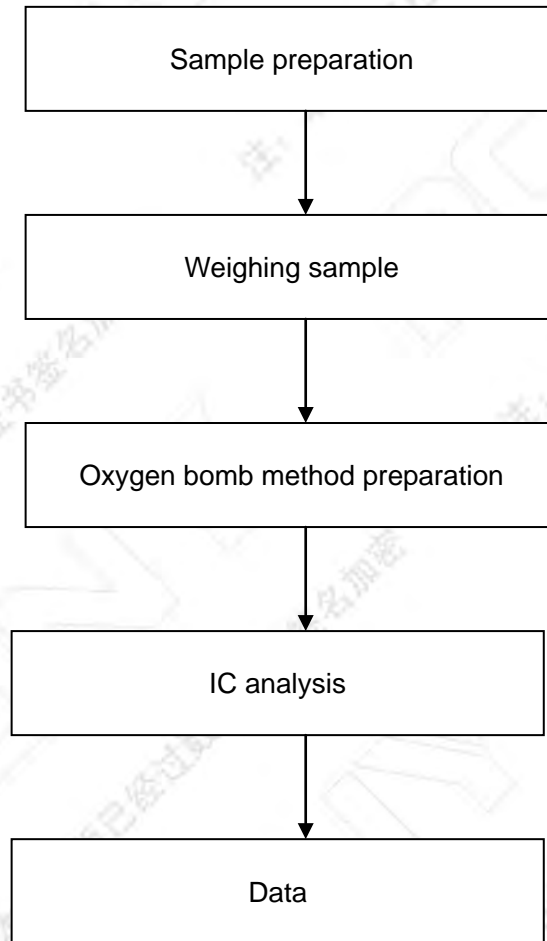 Sample preparation
Weighing sample
Oxygen bomb method preparation
IC analysis
Data